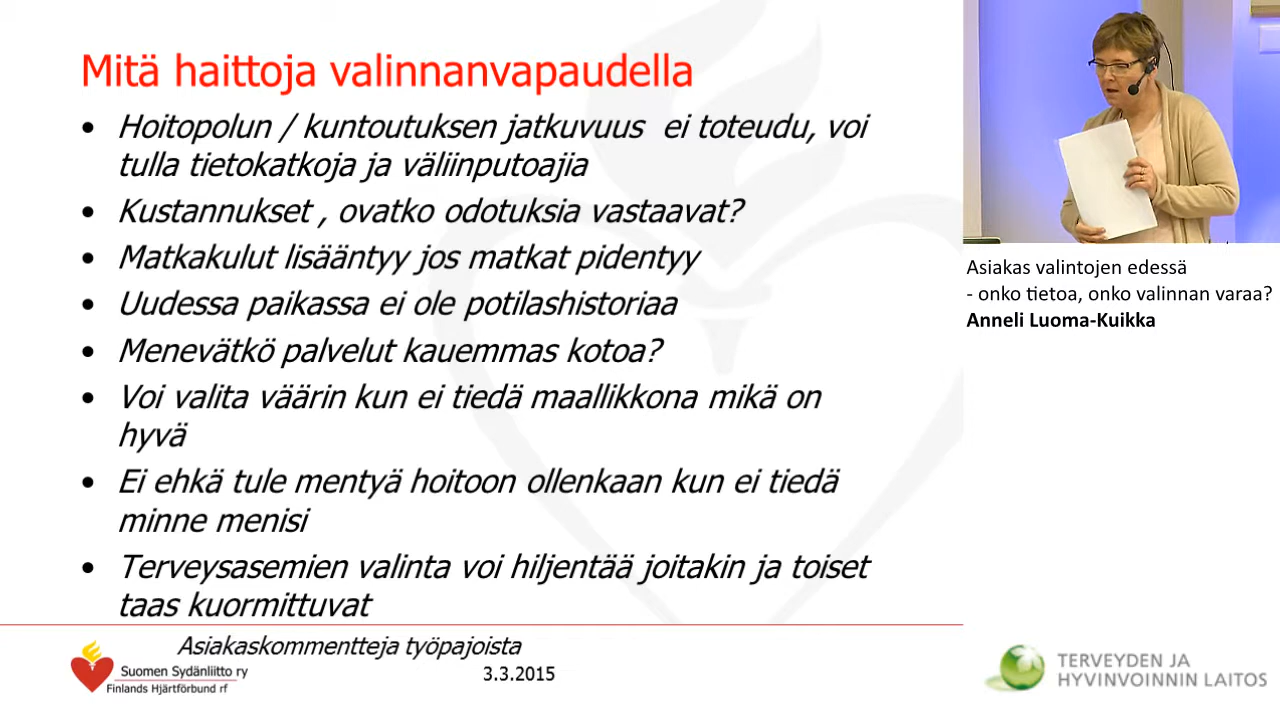 Mitä haittoja valinnanvapaudella
• Hoitopolun / kuntoutuksen jatkuvuus ei toteudu, voi
tulla tietokatkoja ja väliinputoajia
• Kustannukset , ovatko odotuksia vastaavat?
• Matkakulut lisääntyy jos matkat pidentyy
• Uudessa paikassa ei ole potilashistoriaa
• Menevätkö palvelut kauemmas kotoa?
• Voi valita väärin kun ei tiedä maallikkona mikä on
hyvä
• Ei ehkä tule mentyä hoitoon ollenkaan kun ei tiedä
minne menisi
• Terveysasemien valinta voi hiljentää joitakin ja toiset
taas kuormittuvat
Asiakaskommentteja työpajoista
Suomen Sydänliitto ry
Finlands Hjärtförbund rf
3.3.2015
Asiakas valintojen edessä
- onko tietoa, onko valinnan varaa?
Anneli Luoma-Kuikka
TERVEYDEN JA
HYVINVOINNIN LAITOS